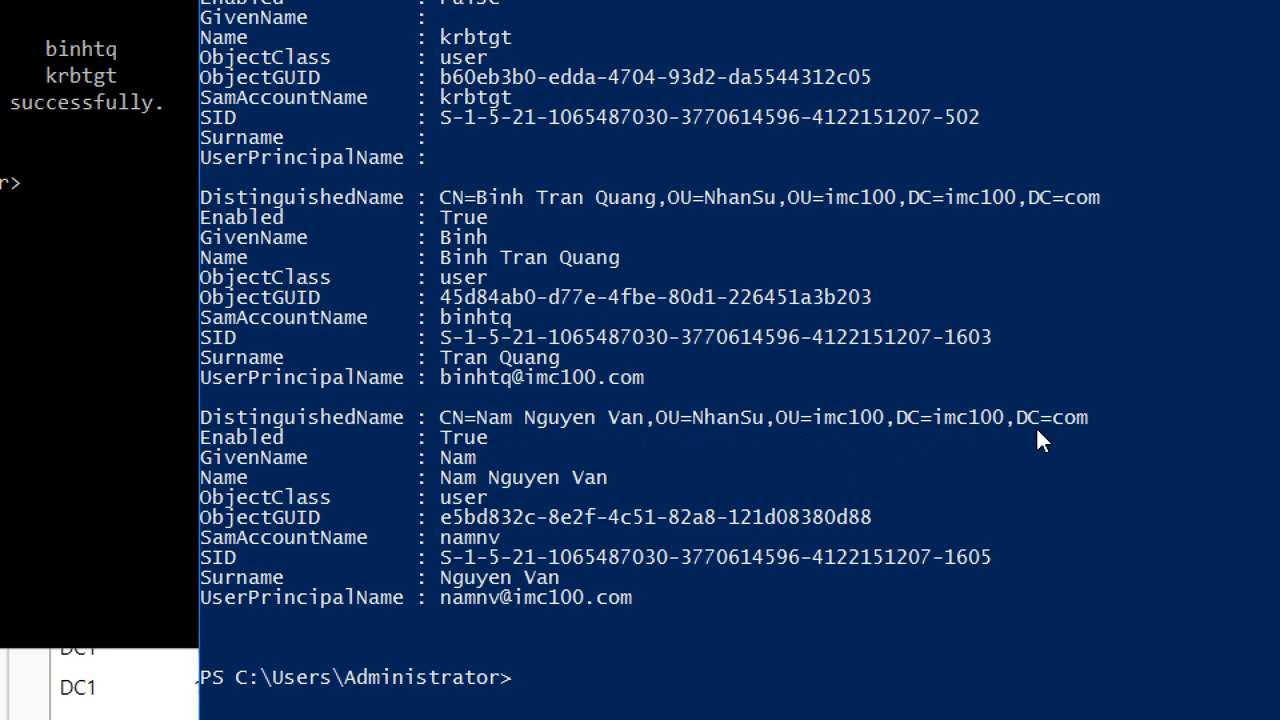 binhtq
krbtgt
successfully.
r>
DC1
DC1
Enabled : False
GivenName :
Name : krbtgt
ObjectClass : user
ObjectGUID : b60eb3b0-edda-4704-93d2-da5544312c05
SamAccountName : krbtgt
SID : S-1-5-21-1065487030-3770614596-4122151207-502
Surname :
UserPrincipalName :
DistinguishedName : CN=Binh Tran Quang,OU=NhanSu,OU=imc100,DC=imc100,DC=com
Enabled : True
GivenName : Binh
Name : Binh Tran Quang
ObjectClass : user
ObjectGUID : 45d84ab0-d77e-4fbe-80d1-226451a3b203
SamAccountName : binhtq
SID : S-1-5-21-1065487030-3770614596-4122151207-1603
Surname : Tran Quang
UserPrincipalName : binhtq@imc100.com
DistinguishedName : CN=Nam Nguyen Van,OU=NhanSu,OU=imc100,DC=imc100,DC=com
Enabled : True
GivenName : Nam
Name : Nam Nguyen Van
ObjectClass : user
ObjectGUID : e5bd832c-8e2f-4c51-82a8-121d08380d88
SamAccountName : namnv
SID : S-1-5-21-1065487030-3770614596-4122151207-1605
Surname : Nguyen Van
UserPrincipalName : namnv@imc100.com
PS C:\Users\Administrator>